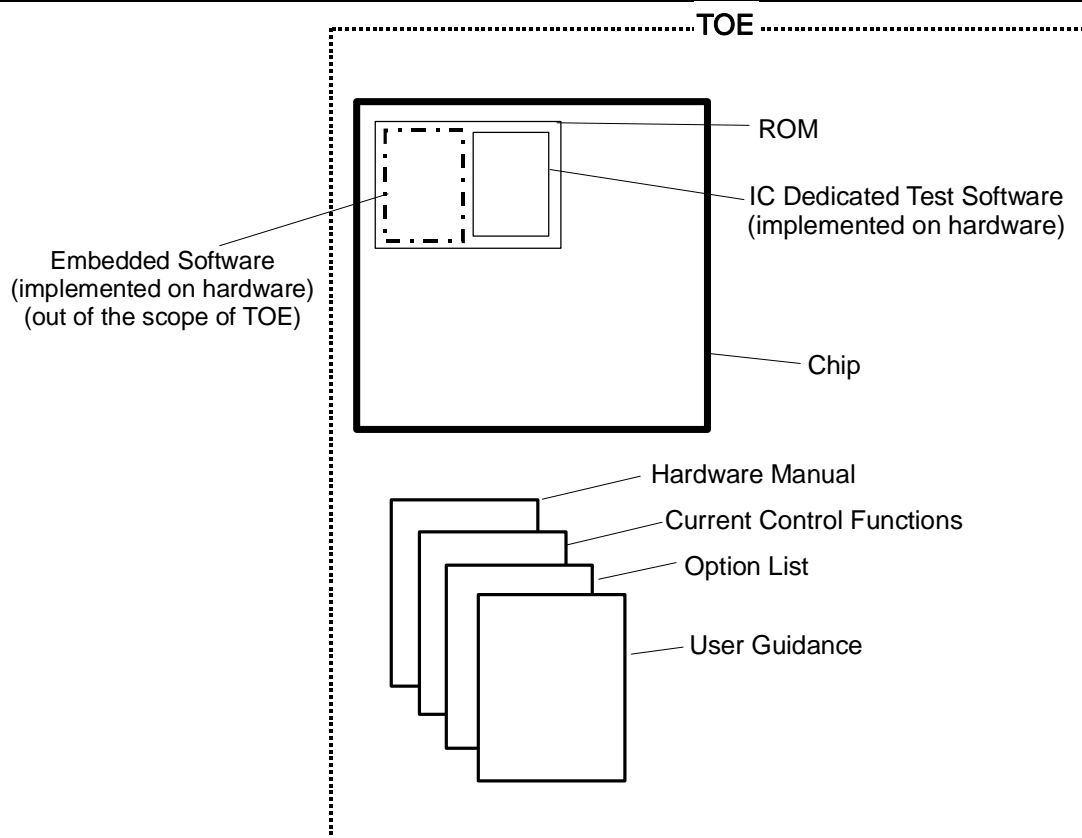 TOE
ROM
IC Dedicated Test Software
(implemented on hardware)
Embedded Software
(implemented on hardware)
(out of the scope of TOE)
Chip
Hardware Manual
Current Control Functions
Option List
User Guidance